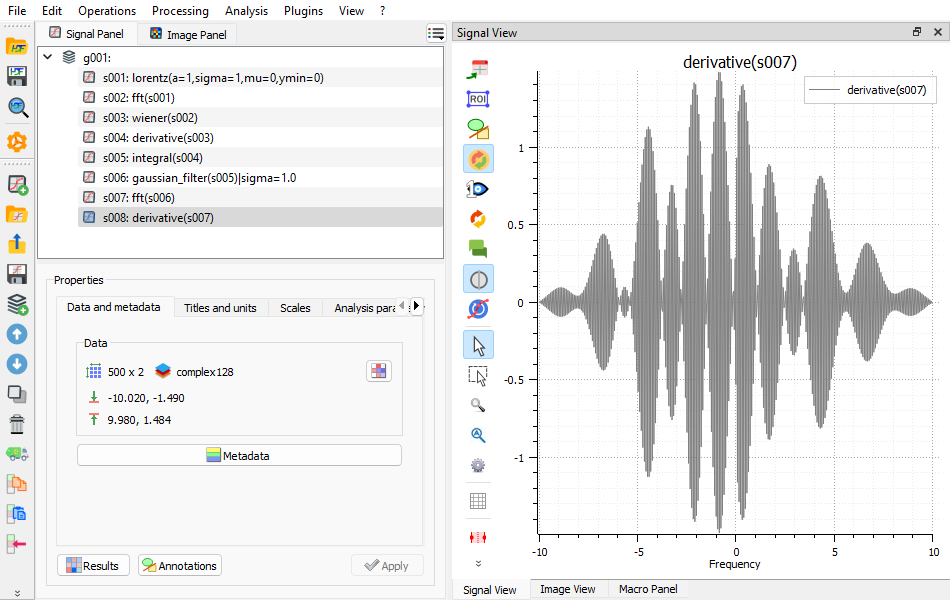 File Edit Operations Processing Analysis Plugins View ?
Signal Panel Image Panel
g001:
s001: lorentz(a=1,sigma=1,mu=0,ymin=0)
s002: fft(s001)
s003: wiener(s002)
s004: derivative(s003)
s005: integral(s004)
s006: gaussian_filter(s005)|sigma=1.0
s007: fft(s006)
s008: derivative(s007)
Properties
Data and metadata Titles and units Scales Analysis para
Data
500 x 2 complex128
-10.020, -1.490
9.980, 1.484
Metadata
Results Annotations Apply
Signal View
ROI
derivative(s007)
derivative(s007)
1
0.5
0
-0.5
-1
-10 -5 0 5 10
Frequency
Signal View Image View Macro Panel